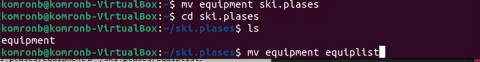 komronb@komronb-VirtualBox:~$ mv equipment ski.plases
komronb@komronb-VirtualBox:~$ cd ski.plases
komronb@komronb-VirtualBox:~/ski.plases$ ls
equipment
komronb@komronb-VirtualBox:~/ski.plases$ mv equipment equiplist